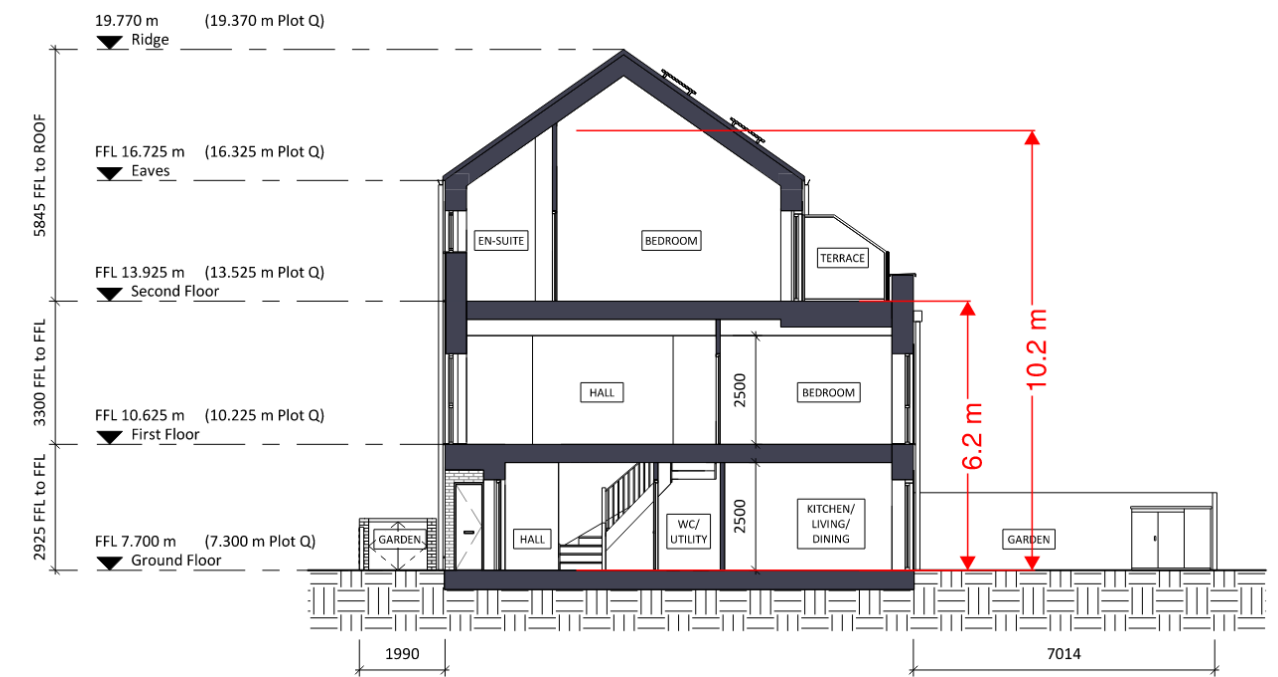 19.770 m (19.370 m Plot Q)
Ridge
FFL 16.725 m (16.325 m Plot Q)
Eaves
5845 FFL to ROOF
EN-SUITE
BEDROOM
TERRACE
FFL 13.925 m (13.525 m Plot Q)
Second Floor
3300 FFL to FFL
HALL
2500
BEDROOM
10.2 m
6.2 m
FFL 10.625 m (10.225 m Plot Q)
First Floor
2925 FFL to FFL
FFL 7.700 m (7.300 m Plot Q)
Ground Floor
GARDEN
HALL
WC/
UTILITY
2500
KITCHEN/
LIVING/
DINING
GARDEN
1990
7014